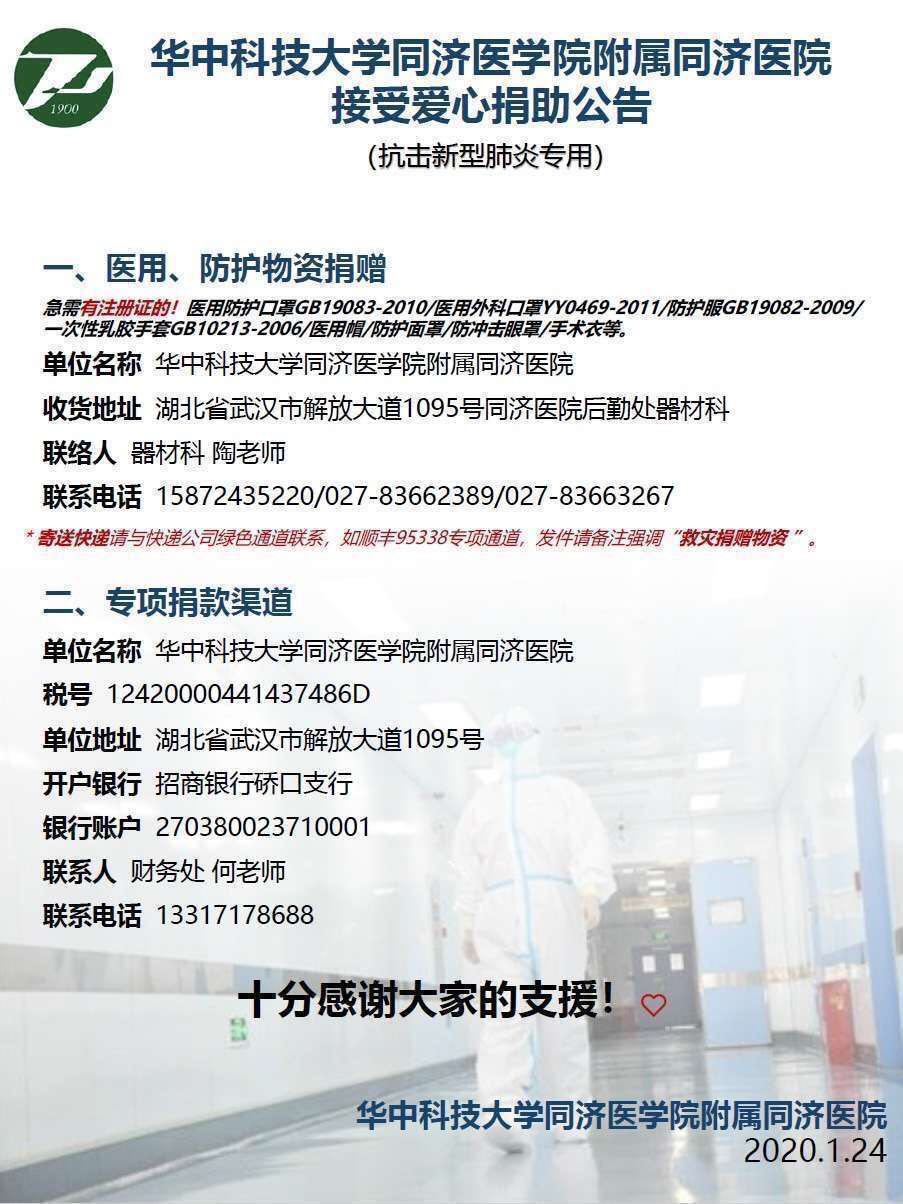 1900
华中科技大学同济医学院附属同济医院
接受爱心捐助公告
（抗击新型肺炎专用）
一、医用、防护物资捐赠
急需有注册证的！医用防护口罩GB19083-2010/医用外科口罩YY0469-2011/防护服GB19082-2009/
一次性乳胶手套GB10213-2006/医用帽/防护面罩/防冲击眼罩/手术衣等。
单位名称 华中科技大学同济医学院附属同济医院
收货地址 湖北省武汉市解放大道1095号同济医院后勤处器材科
联络人 器材科 陶老师
联系电话 15872435220/027-83662389/027-83663267
* 寄送快递请与快递公司绿色通道联系，如顺丰95338专项通道，发件请备注强调“救灾捐赠物资 ”。
二、专项捐款渠道
单位名称 华中科技大学同济医学院附属同济医院
税号 12420000441437486D
单位地址 湖北省武汉市解放大道1095号
开户银行 招商银行硚口支行
银行账户 270380023710001
联系人 财务处 何老师
联系电话 13317178688
十分感谢大家的支援！
华中科技大学同济医学院附属同济医院
2020.1.24